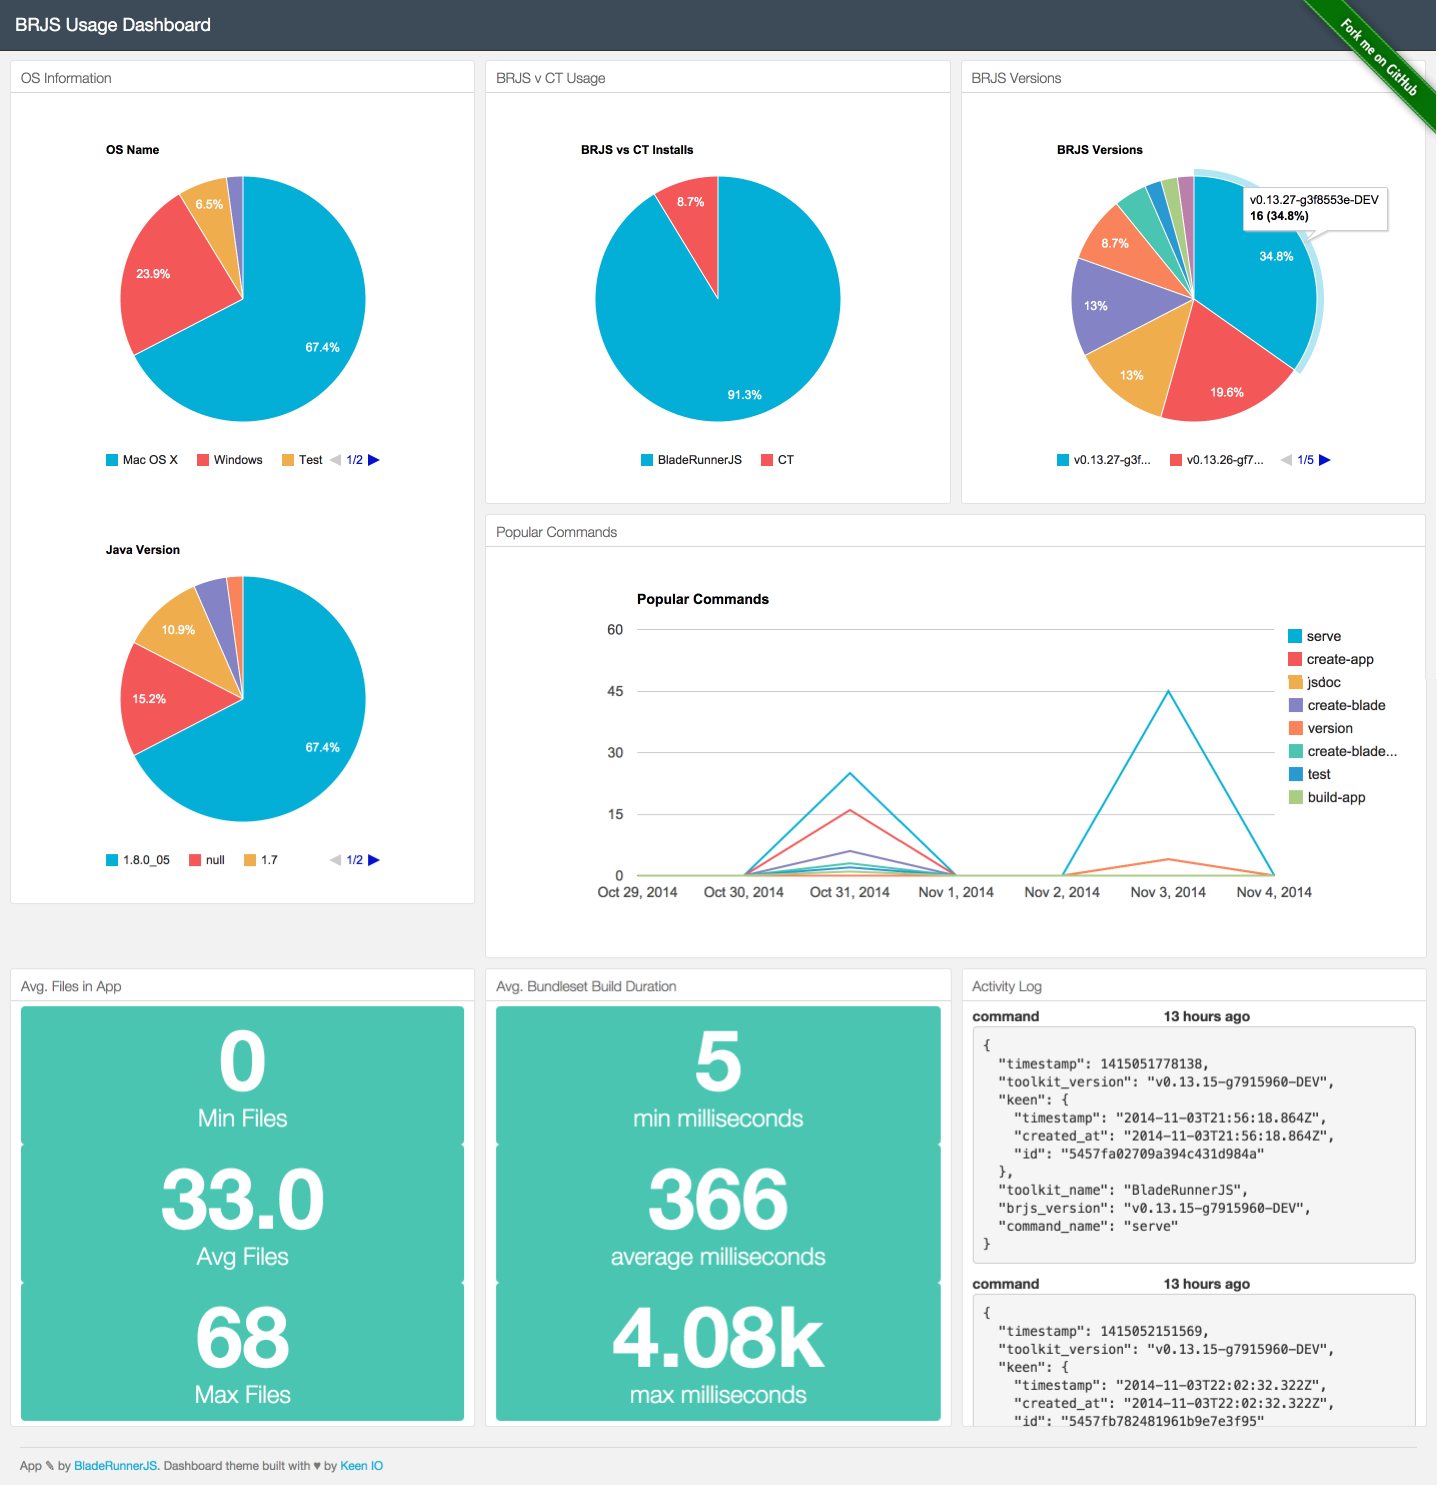 BRJS Usage Dashboard
Fork me on GitHub
OS Information
OS Name
6.5%
23.9%
67.4%
Mac OS X
Windows
Test
1/2
Java Version
10.9%
15.2%
67.4%
1.8.0_05
null
1.7
1/2
BRJS v CT Usage
BRJS vs CT Installs
8.7%
91.3%
BladeRunnerJS
CT
BRJS Versions
BRJS Versions
v0.13.27-g3f8553e-DEV
16 (34.8%)
34.8%
8.7%
13%
13%
19.6%
v0.13.27-g3f...
v0.13.26-gf7...
1/5
Popular Commands
Popular Commands
60
45
30
15
0
Oct 29, 2014
Oct 30, 2014
Oct 31, 2014
Nov 1, 2014
Nov 2, 2014
Nov 3, 2014
Nov 4, 2014
serve
create-app
jsdoc
create-blade
version
create-blade...
test
build-app
Avg. Files in App
0
Min Files
33.0
Avg Files
68
Max Files
Avg. Bundleset Build Duration
5
min milliseconds
366
average milliseconds
4.08k
max milliseconds
Activity Log
command 13 hours ago
{
"timestamp": 1415051778138,
"toolkit_version": "v0.13.15-g7915960-DEV",
"keen": {
"timestamp": "2014-11-03T21:56:18.864Z",
"created_at": "2014-11-03T21:56:18.864Z",
"id": "5457fa02709a394c431d984a"
},
"toolkit_name": "BladeRunnerJS",
"brjs_version": "v0.13.15-g7915960-DEV",
"command_name": "serve"
}
command 13 hours ago
{
"timestamp": 1415052151569,
"toolkit_version": "v0.13.15-g7915960-DEV",
"keen": {
"timestamp": "2014-11-03T22:02:32.322Z",
"created_at": "2014-11-03T22:02:32.322Z",
"id": "5457fb782481961b9e7e3f95"
App ✎ by BladeRunnerJS. Dashboard theme built with ♥ by Keen IO